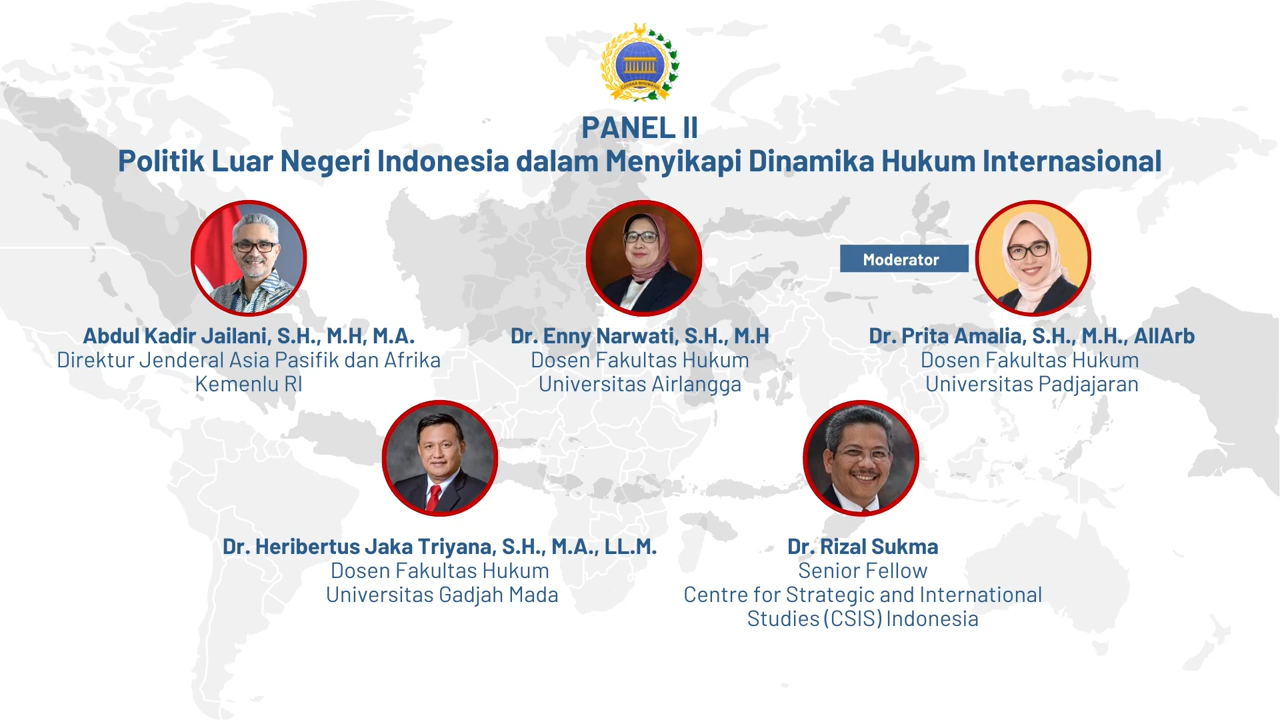 PANEL II
Politik Luar Negeri Indonesia dalam Menyikapi Dinamika Hukum Internasional
Moderator
Abdul Kadir Jailani, S.H., M.H, M.A.
Direktur Jenderal Asia Pasifik dan Afrika
Kemenlu RI
Dr. Enny Narwati, S.H., M.H
Dosen Fakultas Hukum
Universitas Airlangga
Dr. Prita Amalia, S.H., M.H., AIIArb
Dosen Fakultas Hukum
Universitas Padjajaran
Dr. Heribertus Jaka Triyana, S.H., M.A., LL.M.
Dosen Fakultas Hukum
Universitas Gadjah Mada
Dr. Rizal Sukma
Senior Fellow
Centre for Strategic and International
Studies (CSIS) Indonesia